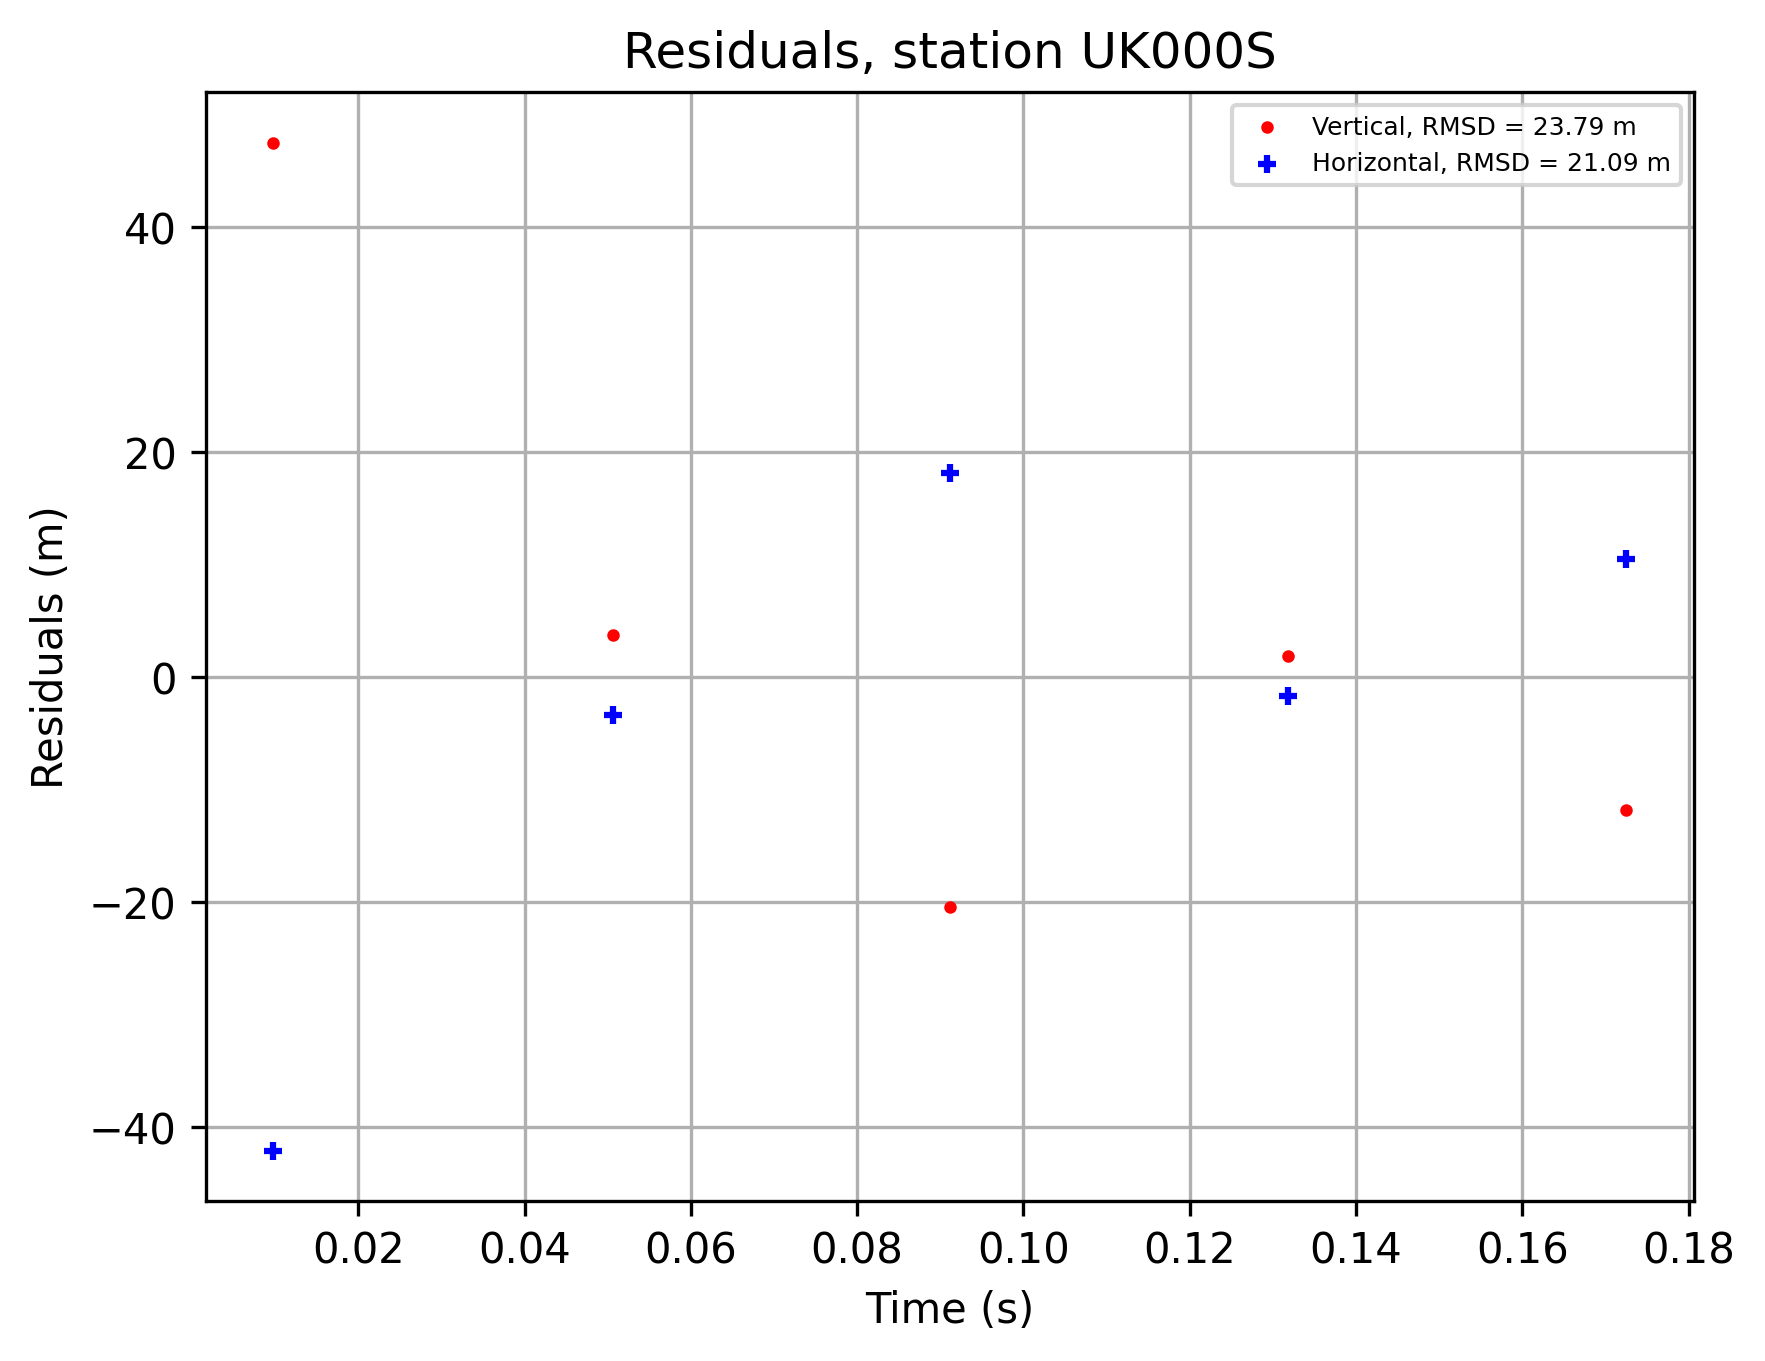 Residuals, station UK000S
Vertical, RMSD = 23.79 m
Horizontal, RMSD = 21.09 m
Residuals (m)
40
20
0
−20
−40
0.02 0.04 0.06 0.08 0.10 0.12 0.14 0.16 0.18
Time (s)